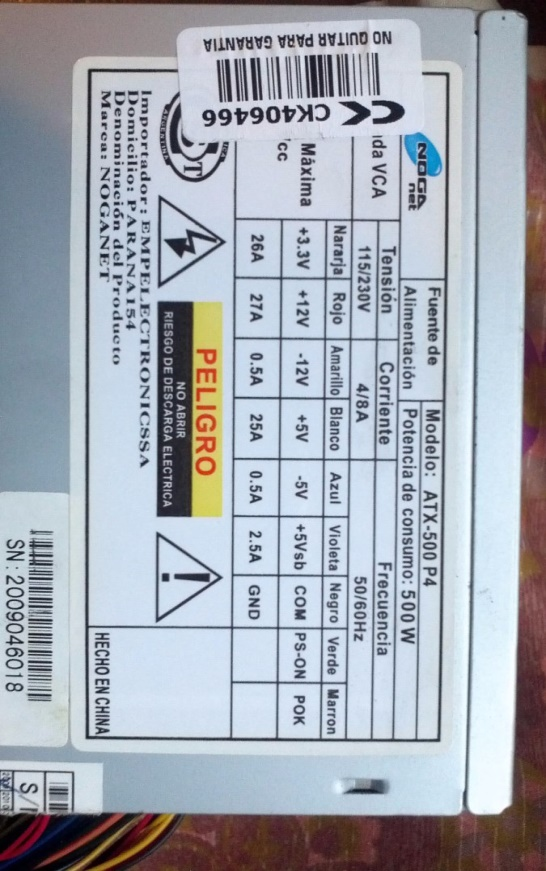 NOGA
net
Fuente de
Alimentación
Modelo: ATX-500 P4
Potencia de consumo: 500 W
VCA
Tensión
Corriente
Frecuencia
115/230V
4/8A
50/60Hz
Naranja Rojo Amarillo Blanco Azul Violeta Negro Verde Marron
Máxima
+3.3V +12V -12V +5V -5V +5Vsb COM PS-ON POK
26A 27A 0.5A 25A 0.5A 2.5A GND
PELIGRO
NO ABRIR
RIESGO DE DESCARGA ELECTRICA
Importador: EMPELECTRONICSSA
Domicilio: PARANA154
Denominación del Producto
Marca: NOGANET
HECHO EN CHINA
CK406466
NO QUITAR PARA GARANTIA
SN: 2009046018